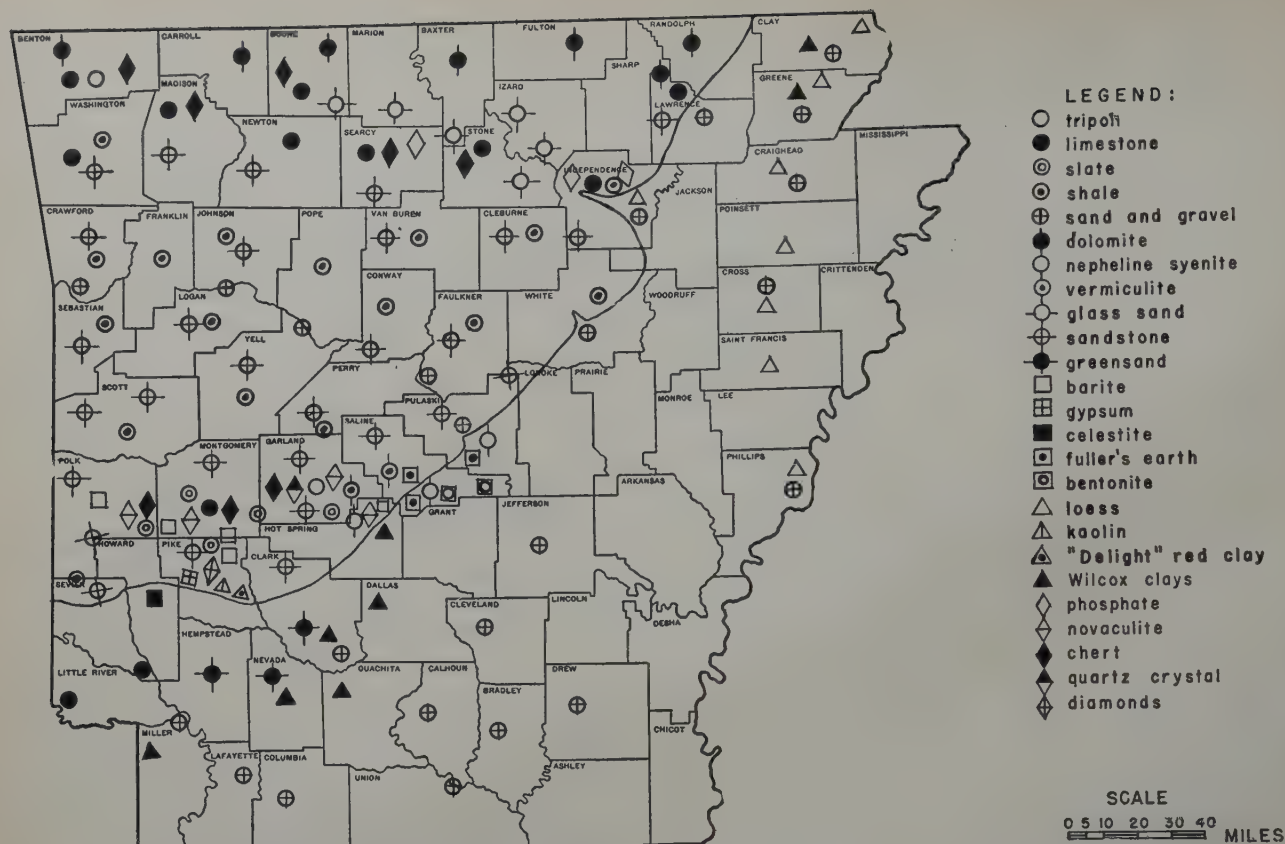 BENTON
CARROLL
BOONE
MARION
BAXTER
FULTON
RANDOLPH
CLAY
SHARP
IZARD
MADISON
WASHINGTON
NEWTON
SEARCY
STONE
LAWRENCE
GREENE
MISSISSIPPI
CRAIGHEAD
INDEPENDENCE
JACKSON
POINSETT
CRAWFORD
FRANKLIN
JOHNSON
POPE
VAN BUREN
CLEBURNE
CONWAY
CROSS
CRITTENDEN
SEBASTIAN
LOGAN
FAULKNER
WHITE
WOODRUFF
SAINT FRANCIS
YELL
PERRY
LONOKE
PRAIRIE
MONROE
LEE
SCOTT
PULASKI
SALINE
MONTGOMERY
GARLAND
PHILLIPS
POLK
ARKANSAS
HOT SPRING
GRANT
JEFFERSON
HOWARD
PIKE
CLARK
SEVIER
DALLAS
CLEVELAND
LINCOLN
DESHA
HEMPSTEAD
NEVADA
OUACHITA
CALHOUN
DREW
LITTLE RIVER
BRADLEY
CHICOT
MILLER
LAFAYETTE
COLUMBIA
UNION
ASHLEY
LEGEND:
tripoli
limestone
slate
shale
sand and gravel
dolomite
nepheline syenite
vermiculite
glass sand
sandstone
greensand
barite
gypsum
celestite
fuller's earth
bentonite
loess
kaolin
"Delight" red clay
Wilcox clays
phosphate
novaculite
chert
quartz crystal
diamonds
SCALE
0 5 10 20 30 40 MILES